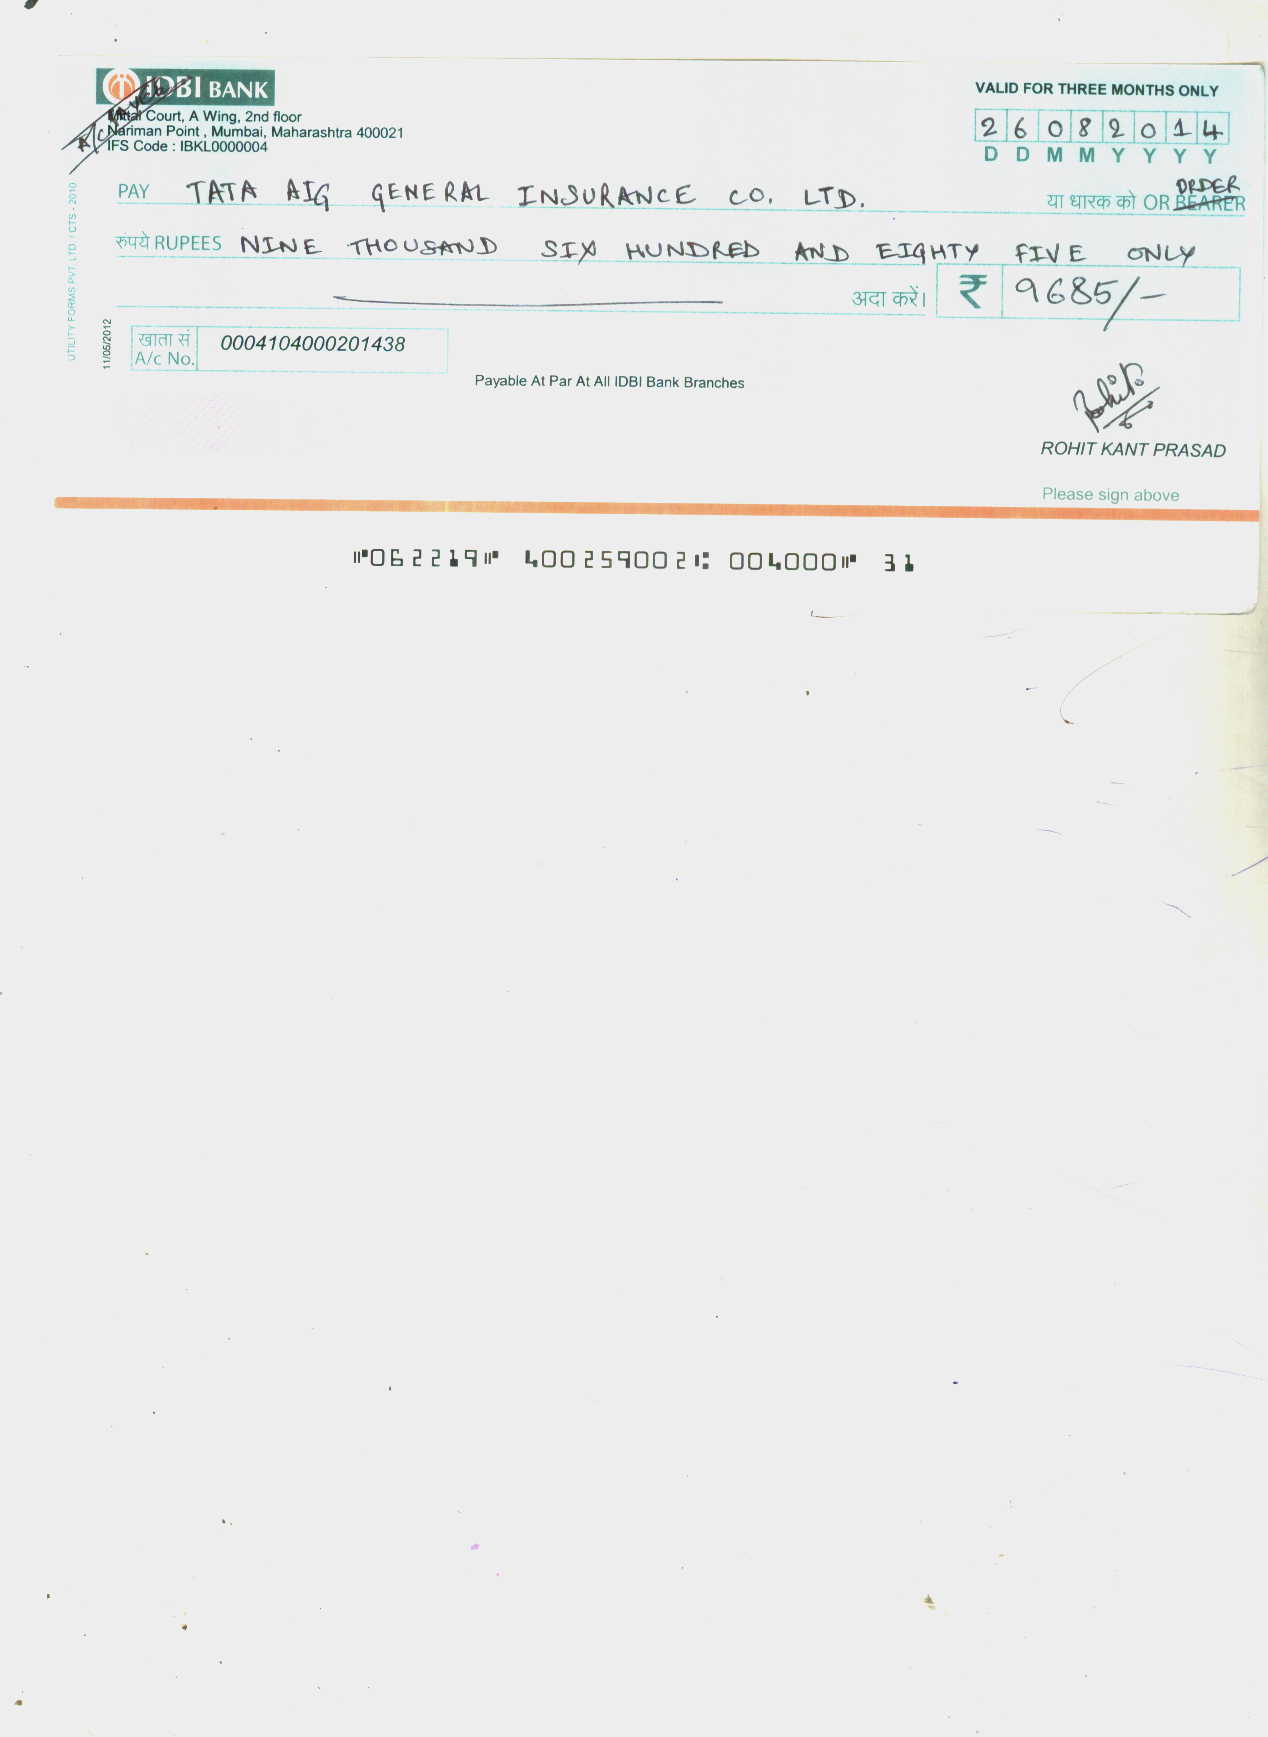 IDBI BANK
A/C PAYEE
Mittal Court, A Wing, 2nd floor
Nariman Point , Mumbai, Maharashtra 400021
IFS Code : IBKL0000004
VALID FOR THREE MONTHS ONLY
2 6 0 8 2 0 1 4
D D M M Y Y Y Y
PAY TATA AIG GENERAL INSURANCE CO. LTD.
या धारक को OR BEARER ORDER
रुपये RUPEES NINE THOUSAND SIX HUNDRED AND EIGHTY FIVE ONLY
अदा करें। ₹ 9685/-
खाता सं
A/c No. 0004104000201438
Payable At Par At All IDBI Bank Branches
Rohit
ROHIT KANT PRASAD
Please sign above
UTILITY FORMS PVT. LTD. / CTS - 2010
11/05/2012
⑈062219⑈ 400259002⑆ 004000⑈ 31